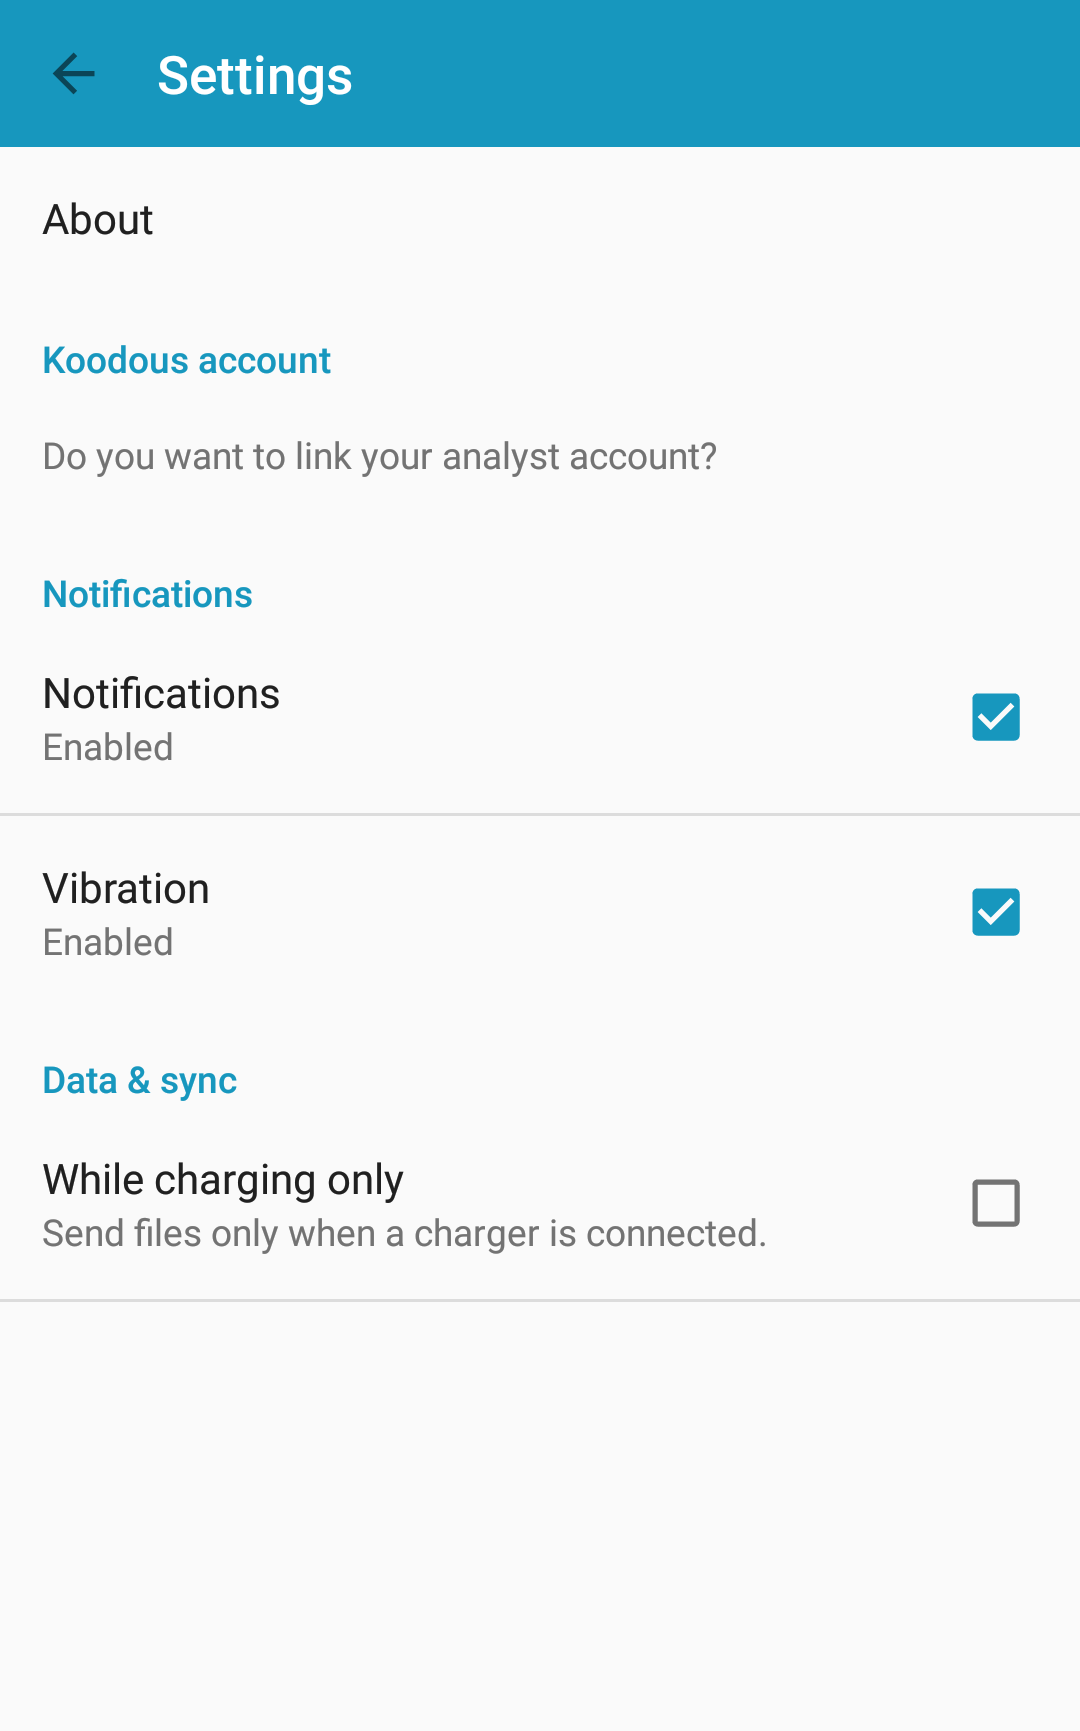 Settings
About
Koodous account
Do you want to link your analyst account?
Notifications
Notifications
Enabled
Vibration
Enabled
Data & sync
While charging only
Send files only when a charger is connected.